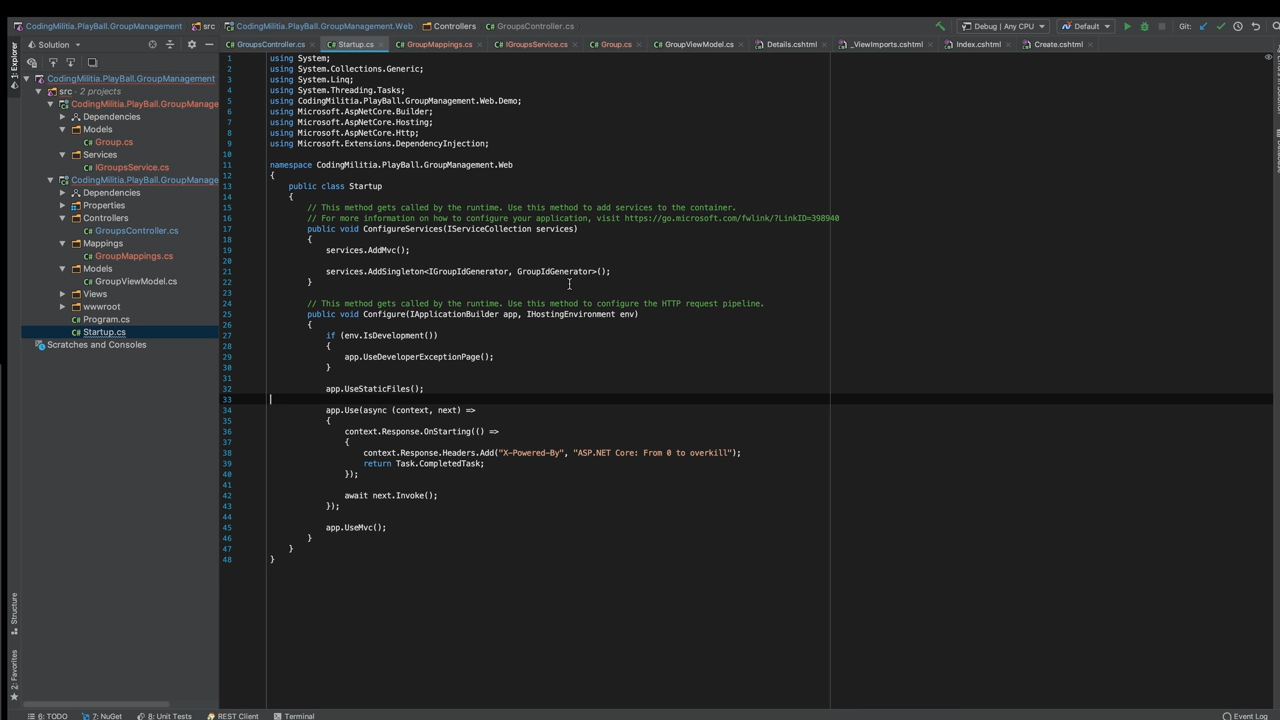 CodingMilitia.PlayBall.GroupManagement
src
CodingMilitia.PlayBall.GroupManagement.Web
Controllers
GroupsController.cs
Debug | Any CPU
Default
Git:
1: Explorer
Solution
GroupsController.cs
Startup.cs
GroupMappings.cs
IGroupsService.cs
Group.cs
GroupViewModel.cs
Details.cshtml
_ViewImports.cshtml
Index.cshtml
Create.cshtml
CodingMilitia.PlayBall.GroupManagement
src · 2 projects
CodingMilitia.PlayBall.GroupManage
Dependencies
Models
Group.cs
Services
IGroupsService.cs
CodingMilitia.PlayBall.GroupManage
Dependencies
Properties
Controllers
GroupsController.cs
Mappings
GroupMappings.cs
Models
GroupViewModel.cs
Views
wwwroot
Program.cs
Startup.cs
Scratches and Consoles
1 using System;
2 using System.Collections.Generic;
3 using System.Linq;
4 using System.Threading.Tasks;
5 using CodingMilitia.PlayBall.GroupManagement.Web.Demo;
6 using Microsoft.AspNetCore.Builder;
7 using Microsoft.AspNetCore.Hosting;
8 using Microsoft.AspNetCore.Http;
9 using Microsoft.Extensions.DependencyInjection;
10
11 namespace CodingMilitia.PlayBall.GroupManagement.Web
12 {
13 public class Startup
14 {
15 // This method gets called by the runtime. Use this method to add services to the container.
16 // For more information on how to configure your application, visit https://go.microsoft.com/fwlink/?LinkID=398940
17 public void ConfigureServices(IServiceCollection services)
18 {
19 services.AddMvc();
20
21 services.AddSingleton<IGroupIdGenerator, GroupIdGenerator>();
22 }
23
24 // This method gets called by the runtime. Use this method to configure the HTTP request pipeline.
25 public void Configure(IApplicationBuilder app, IHostingEnvironment env)
26 {
27 if (env.IsDevelopment())
28 {
29 app.UseDeveloperExceptionPage();
30 }
31
32 app.UseStaticFiles();
33
34 app.Use(async (context, next) =>
35 {
36 context.Response.OnStarting(() =>
37 {
38 context.Response.Headers.Add("X-Powered-By", "ASP.NET Core: From 0 to overkill");
39 return Task.CompletedTask;
40 });
41
42 await next.Invoke();
43 });
44
45 app.UseMvc();
46 }
47 }
48 }
Structure
2: Favorites
6: TODO
7: NuGet
8: Unit Tests
REST Client
Terminal
Event Log